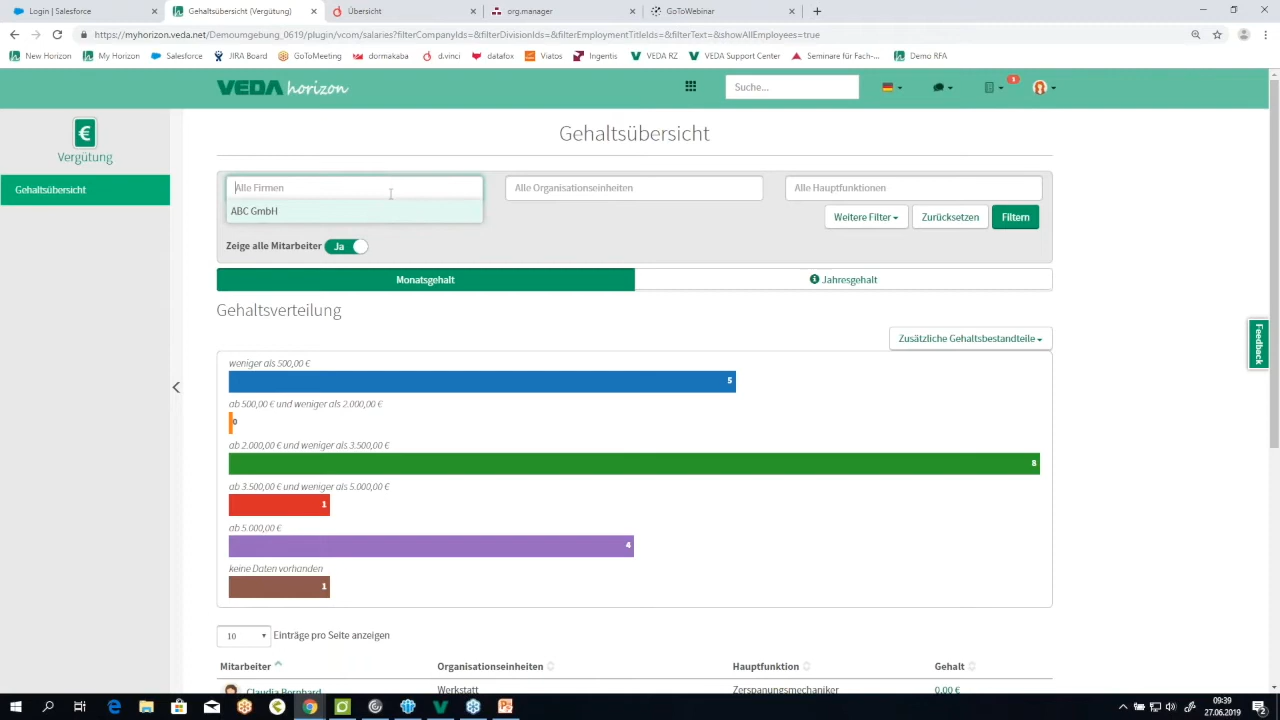 Login | Salesforce
Gehaltsübersicht (Vergütung)
Übersicht
org.manager
GoToWebinar
https://myhorizon.veda.net/Demoumgebung_0619/plugin/vcom/salaries?filterCompanyIds=&filterDivisionIds=&filterEmploymentTitleIds=&showAllEmployees=true
New Horizon
My Horizon
Salesforce
JIRA Board
GoToMeeting
dormakaba
d.vinci
datafox
Viatos
Ingentis
VEDA RZ
VEDA Support Center
Seminare für Fach-...
Demo RFA
VEDA horizon
Suche...
1
€
Vergütung
Gehaltsübersicht
Gehaltsübersicht
Alle Firmen
Alle Organisationseinheiten
Alle Hauptfunktionen
ABC GmbH
Weitere Filter
Zurücksetzen
Filtern
Zeige alle Mitarbeiter
Ja
Monatsgehalt
Jahresgehalt
Gehaltsverteilung
Feedback
Zusätzliche Gehaltsbestandteile
weniger als 500,00 €
5
ab 500,00 € und weniger als 2.000,00 €
0
ab 2.000,00 € und weniger als 3.500,00 €
8
ab 3.500,00 € und weniger als 5.000,00 €
1
ab 5.000,00 €
4
keine Daten vorhanden
1
10
Einträge pro Seite anzeigen
Mitarbeiter
Organisationseinheiten
Hauptfunktion
Gehalt
Claudia Bernhard
Werkstatt
Zerspanungsmechaniker
0,00 €
09:39
27.06.2019
2